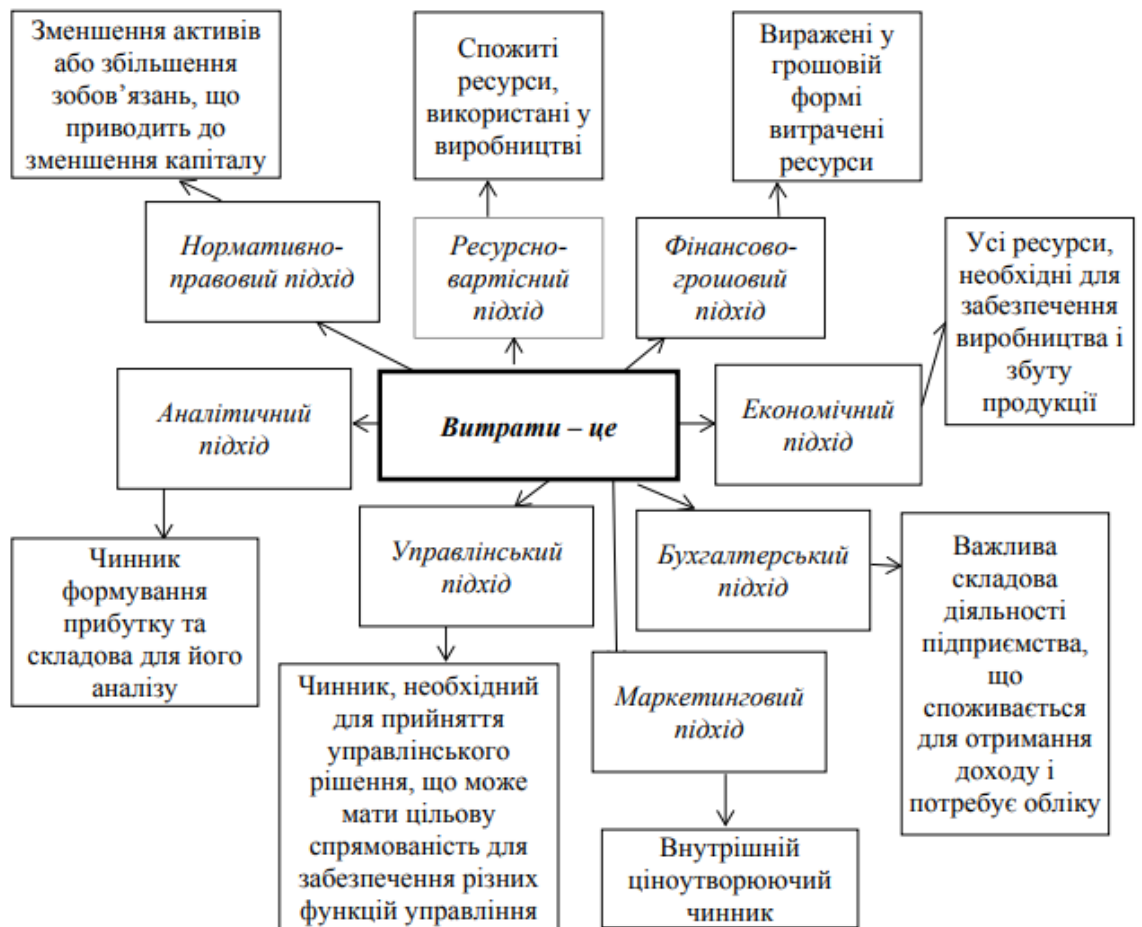 Зменшення активів
або збільшення
зобов’язань, що
приводить до
зменшення капіталу
Спожиті
ресурси,
використані у
виробництві
Виражені у
грошовій
формі
витрачені
ресурси
Нормативно-
правовий підхід
Ресурсно-
вартісний
підхід
Фінансово-
грошовий
підхід
Усі ресурси,
необхідні для
забезпечення
виробництва і
збуту
продукції
Аналітичний
підхід
Витрати – це
Економічний
підхід
Чинник
формування
прибутку та
складова для його
аналізу
Управлінський
підхід
Бухгалтерський
підхід
Важлива
складова
діяльності
підприємства,
що
споживається
для отримання
доходу і
потребує обліку
Чинник, необхідний
для прийняття
управлінського
рішення, що може
мати цільову
спрямованість для
забезпечення різних
функцій управління
Маркетинговий
підхід
Внутрішній
ціноутворюючий
чинник